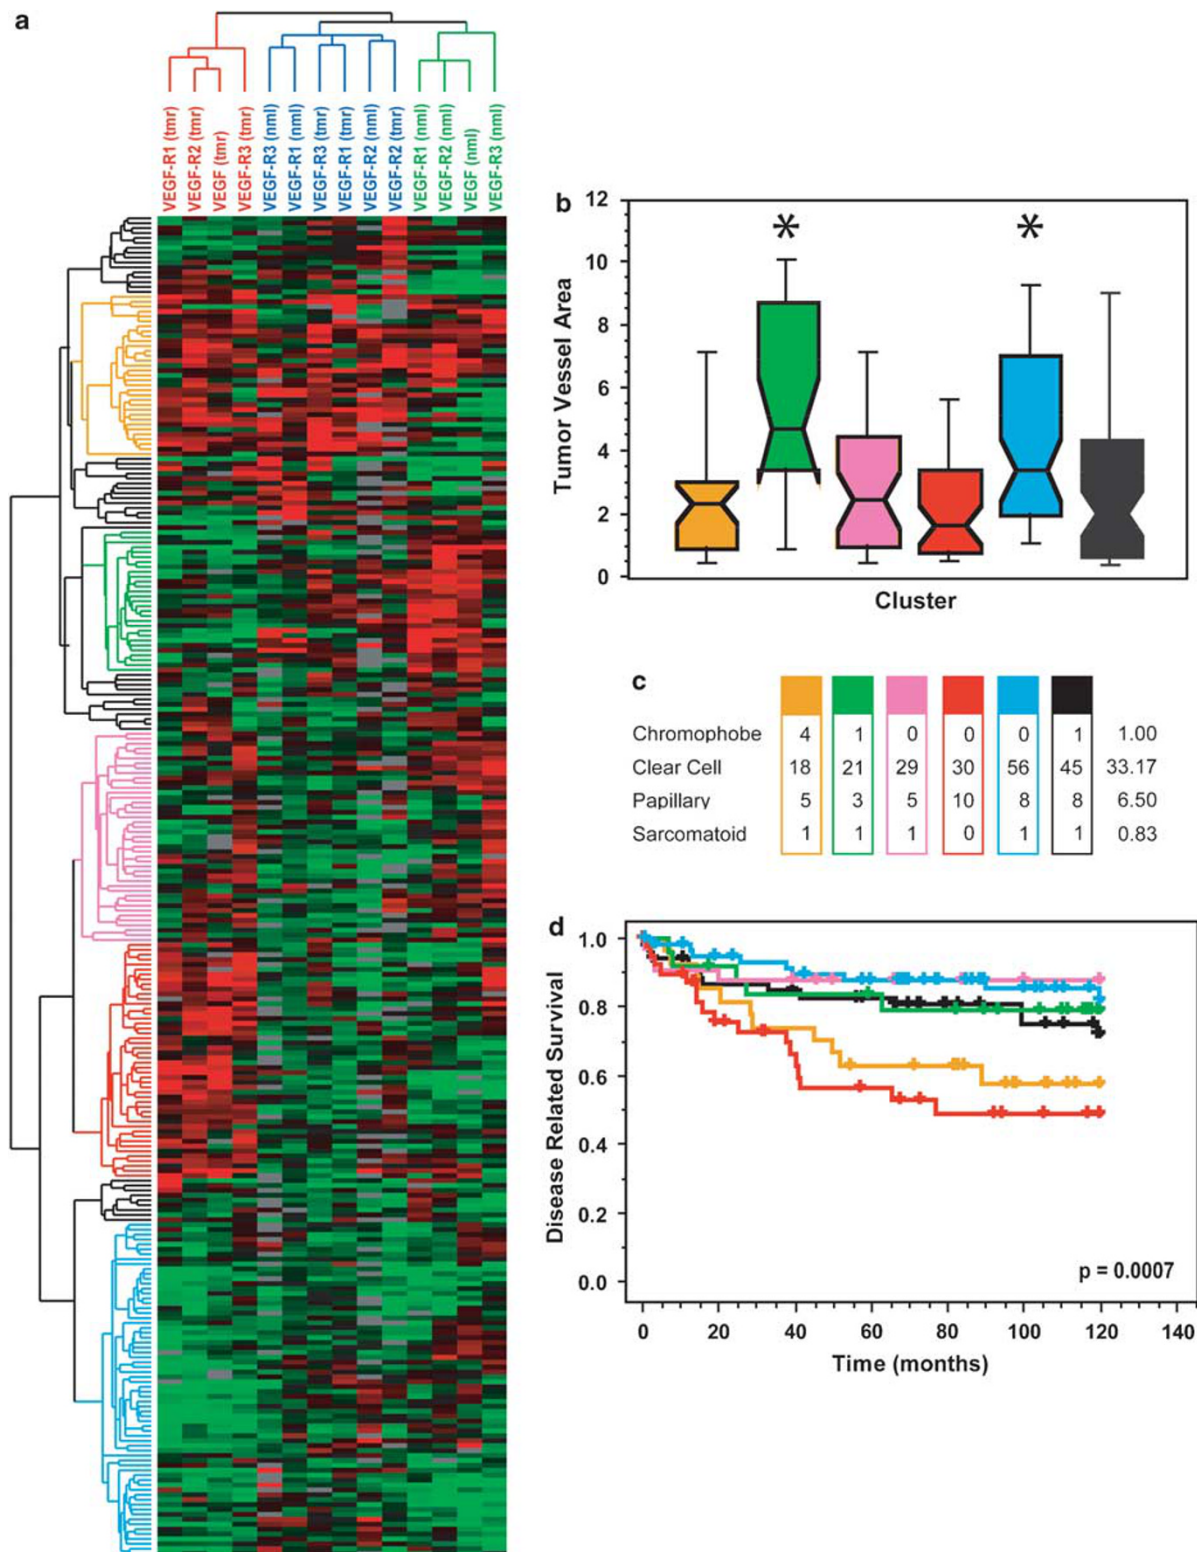 a
VEGF-R1 (tmr)
VEGF-R2 (tmr)
VEGF (tmr)
VEGF-R3 (tmr)
VEGF-R3 (nml)
VEGF-R1 (nml)
VEGF-R3 (tmr)
VEGF-R1 (tmr)
VEGF-R2 (nml)
VEGF-R2 (tmr)
VEGF-R1 (nml)
VEGF-R2 (nml)
VEGF (nml)
VEGF-R3 (nml)
b
Tumor Vessel Area
12
10
8
6
4
2
0
* *
Cluster
c
Chromophobe 4 1 0 0 0 1 1.00
Clear Cell 18 21 29 30 56 45 33.17
Papillary 5 3 5 10 8 8 6.50
Sarcomatoid 1 1 1 0 1 1 0.83
d
Disease Related Survival
1.0
0.8
0.6
0.4
0.2
0.0
p = 0.0007
0 20 40 60 80 100 120 140
Time (months)